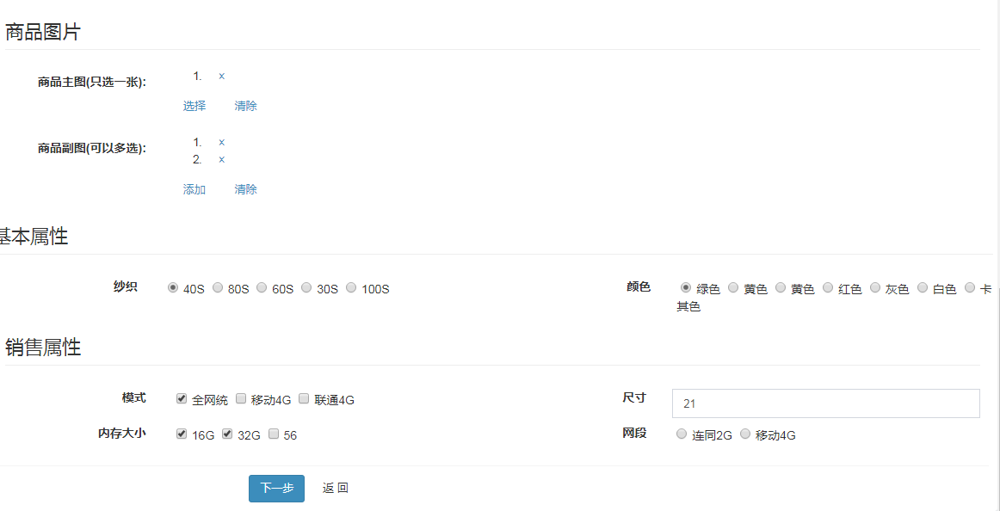 商品图片
商品主图(只选一张): 1. ×
选择 清除
商品副图(可以多选): 1. ×
2. ×
添加 清除
基本属性
纱织 40S 80S 60S 30S 100S 颜色 绿色 黄色 黄色 红色 灰色 白色 卡
其色
销售属性
模式 全网统 移动4G 联通4G 尺寸 21
内存大小 16G 32G 56 网段 连同2G 移动4G
下一步 返 回